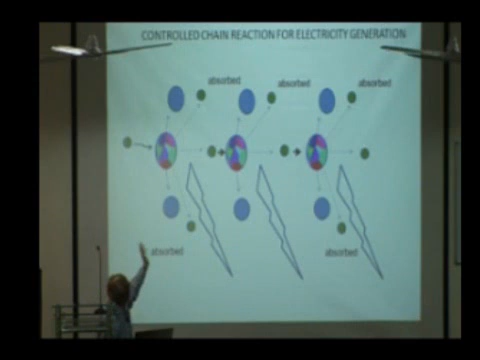 CONTROLLED CHAIN REACTION FOR ELECTRICITY GENERATION
absorbed
absorbed
absorbed
absorbed
absorbed